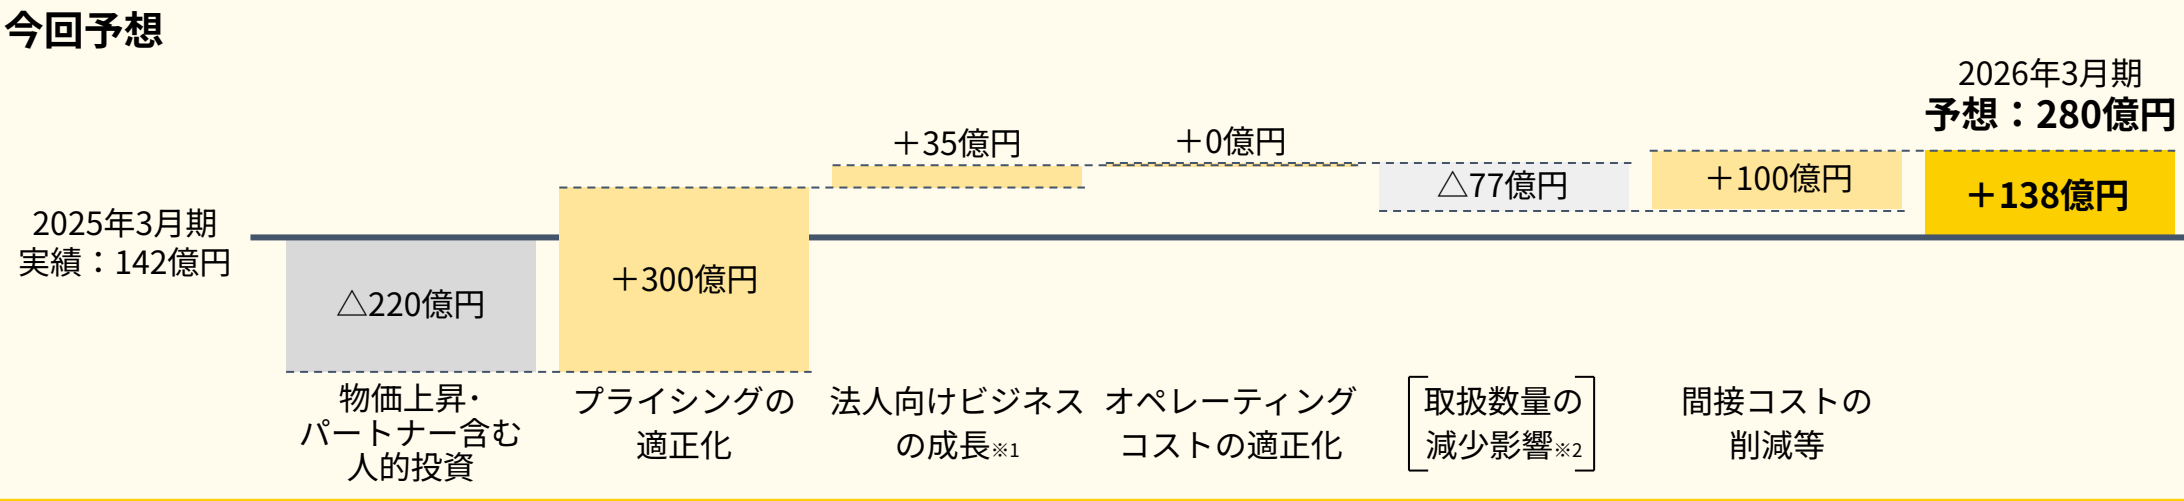 今回予想
2026年3月期
予想：280億円
＋35億円
＋0億円
△77億円
＋100億円
＋138億円
2025年3月期
実績：142億円
△220億円
＋300億円
物価上昇・
パートナー含む
人的投資
プライシングの
適正化
法人向けビジネス
の成長※1
オペレーティング
コストの適正化
取扱数量の
減少影響※2
間接コストの
削減等